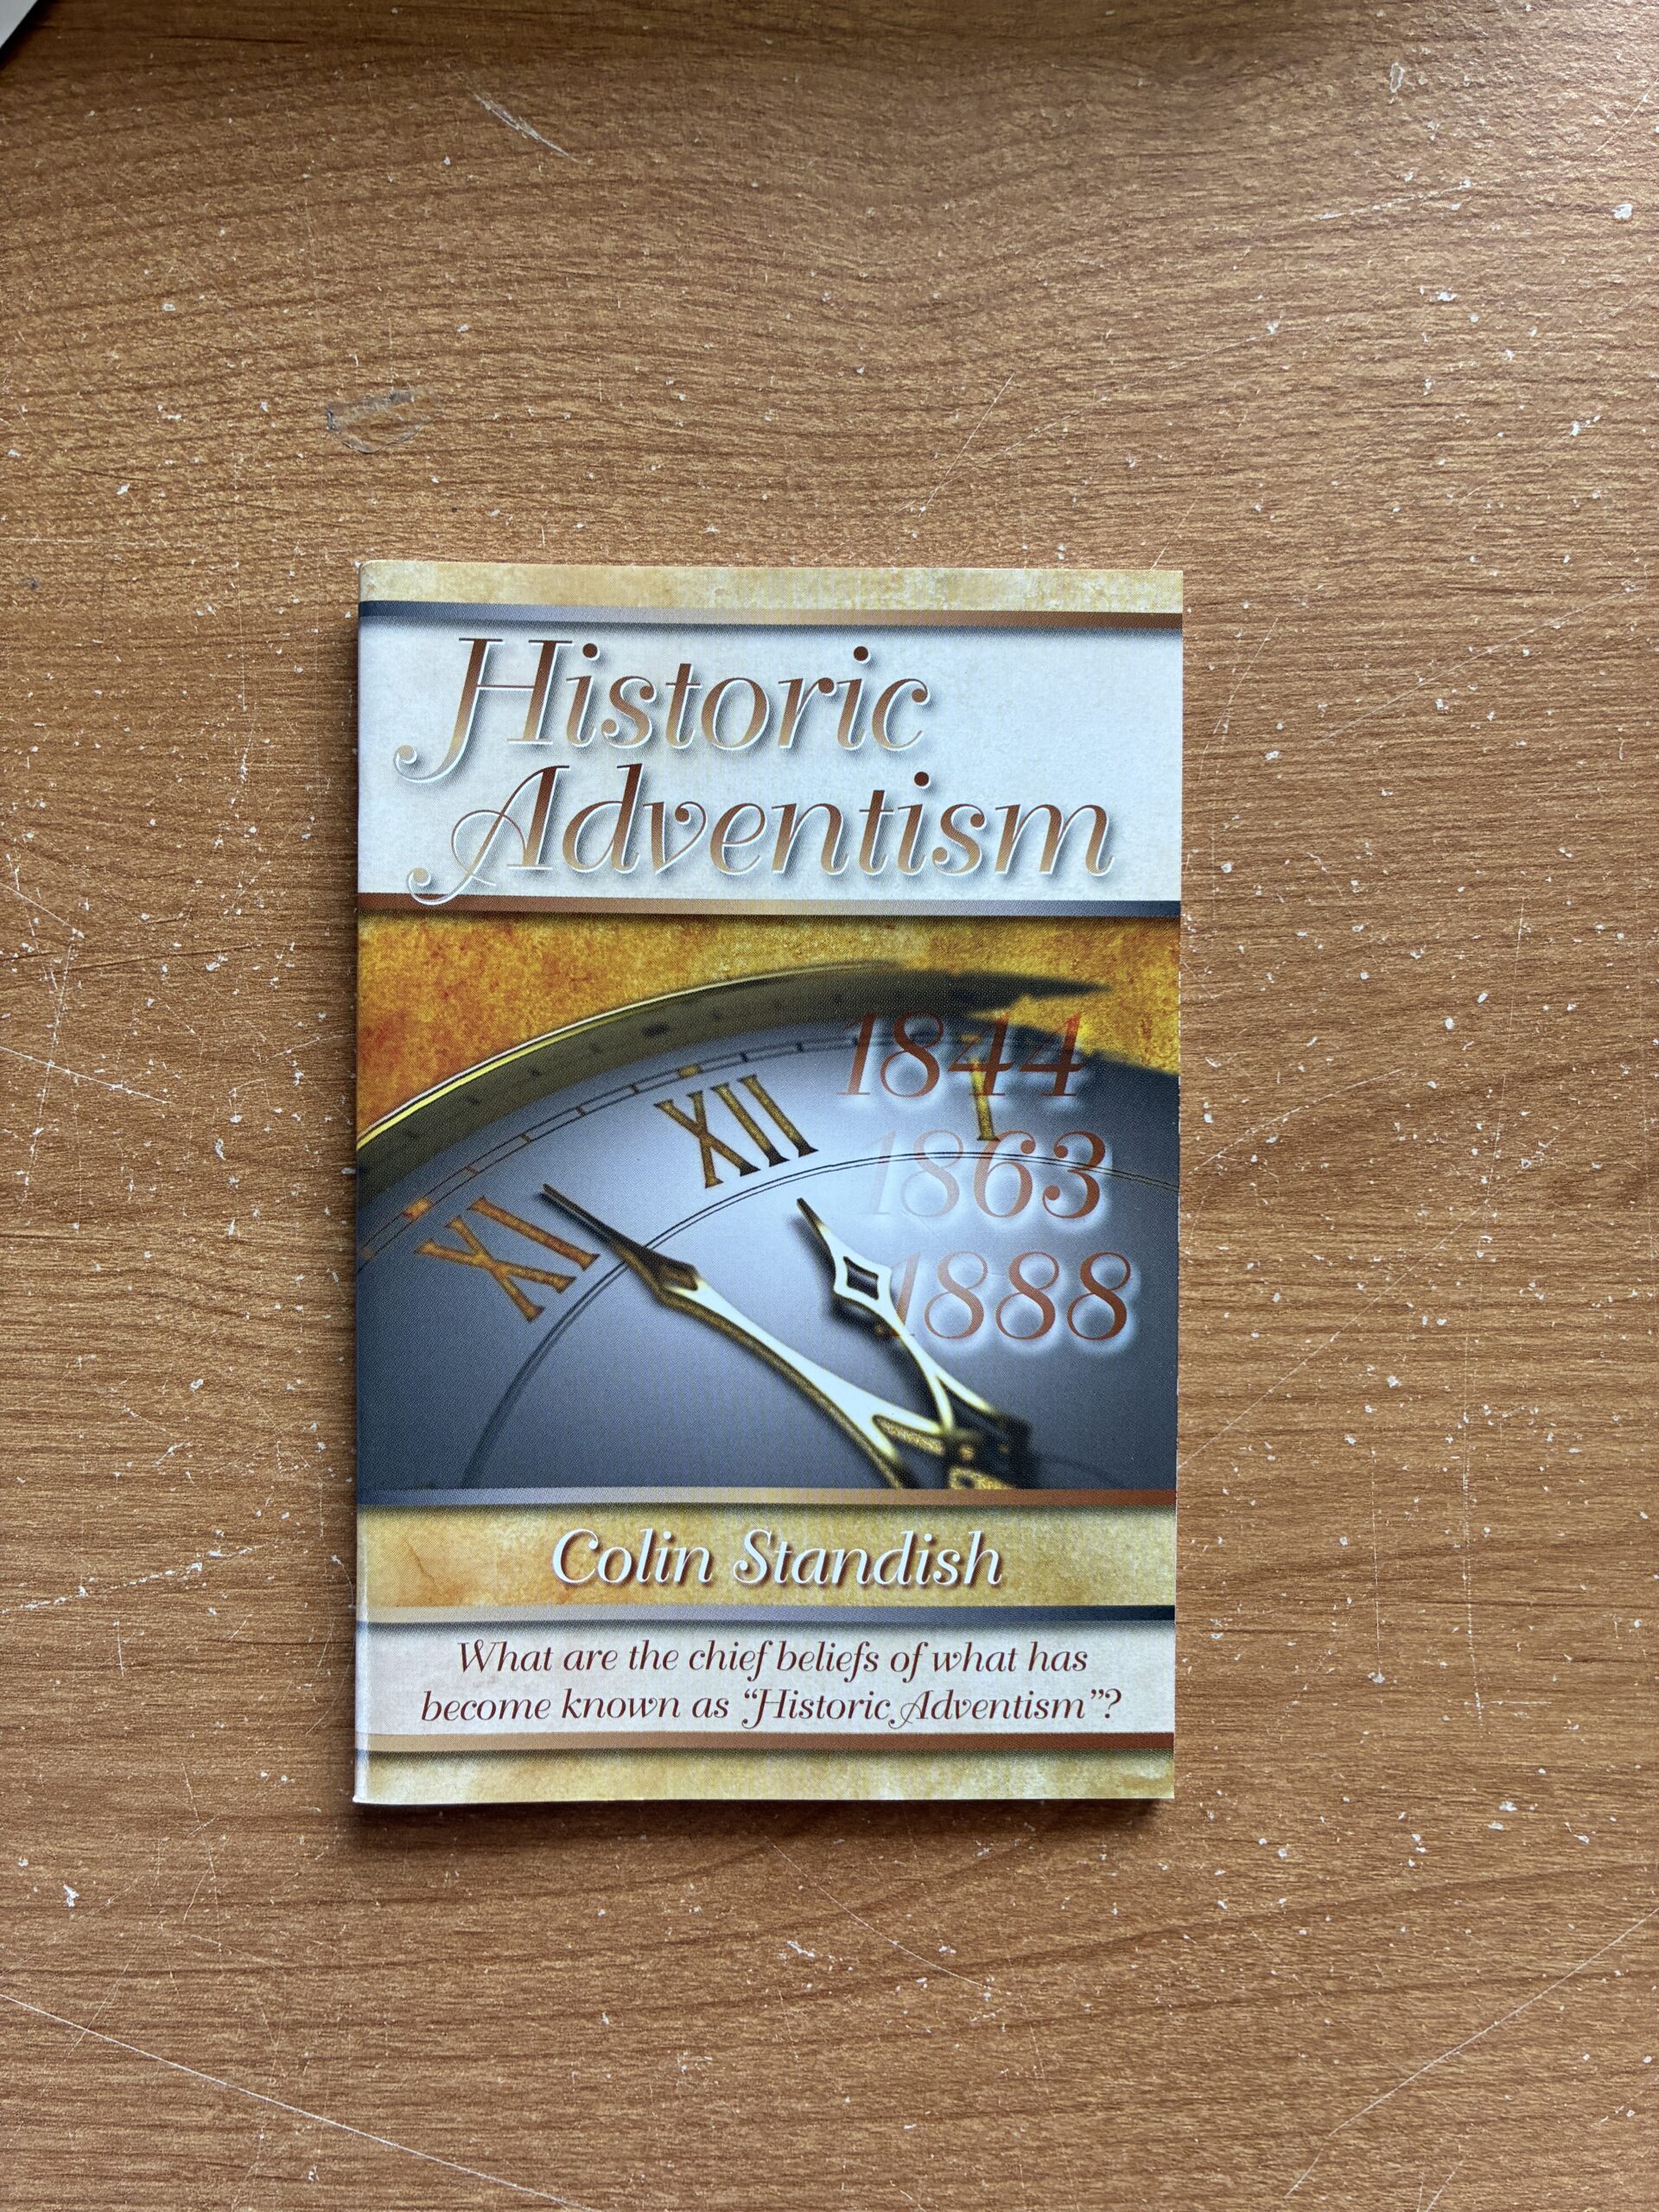 Historic
Adventism
1844
I
XII
1863
XI
1888
Colin Standish
What are the chief beliefs of what has
become known as “Historic Adventism”?